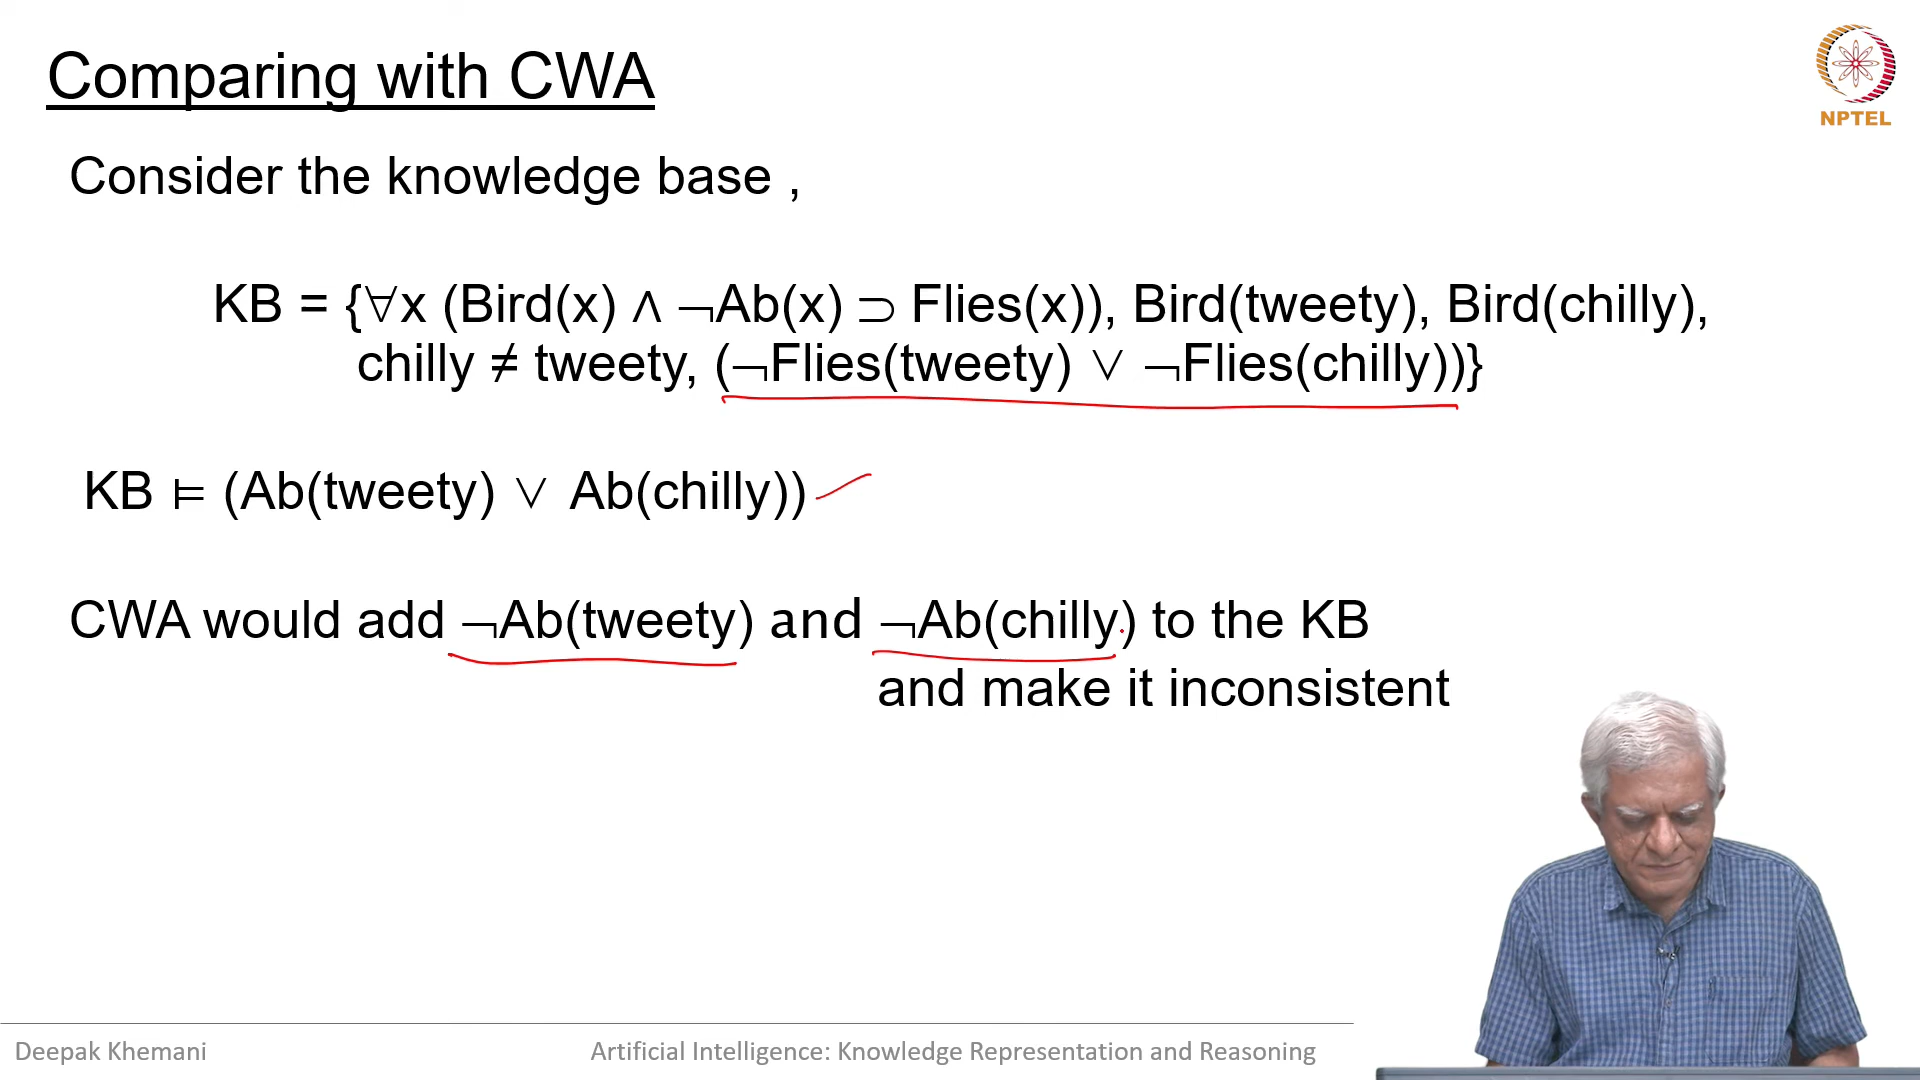 Comparing with CWA
NPTEL
Consider the knowledge base ,
KB = {∀x (Bird(x) ∧ ¬Ab(x) ⊃ Flies(x)), Bird(tweety), Bird(chilly),
chilly ≠ tweety, (¬Flies(tweety) ∨ ¬Flies(chilly))}
KB ⊨ (Ab(tweety) ∨ Ab(chilly))
CWA would add ¬Ab(tweety) and ¬Ab(chilly) to the KB
and make it inconsistent
Deepak Khemani
Artificial Intelligence: Knowledge Representation and Reasoning